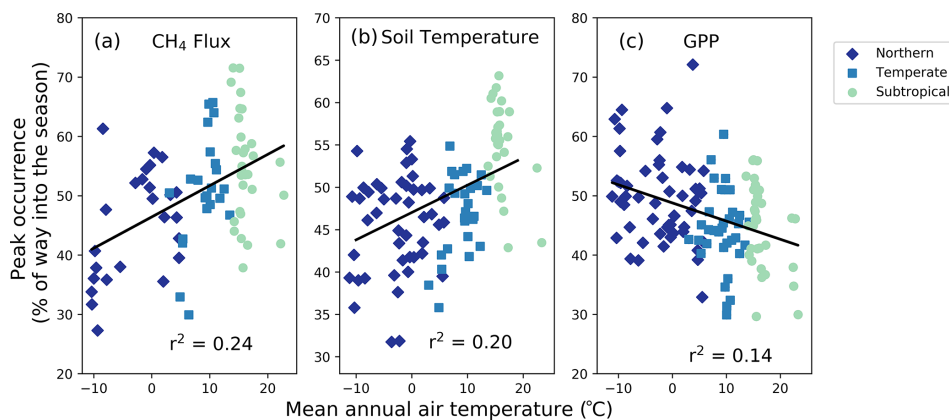 (a) CH₄ Flux
(b) Soil Temperature
(c) GPP
Northern
Temperate
Subtropical
Peak occurrence
(% of way into the season)
80
70
60
50
40
30
20
−10 0 10 20
r² = 0.24
70
65
60
55
50
45
40
35
30
−10 0 10 20
r² = 0.20
80
70
60
50
40
30
20
−10 0 10 20
r² = 0.14
Mean annual air temperature (°C)